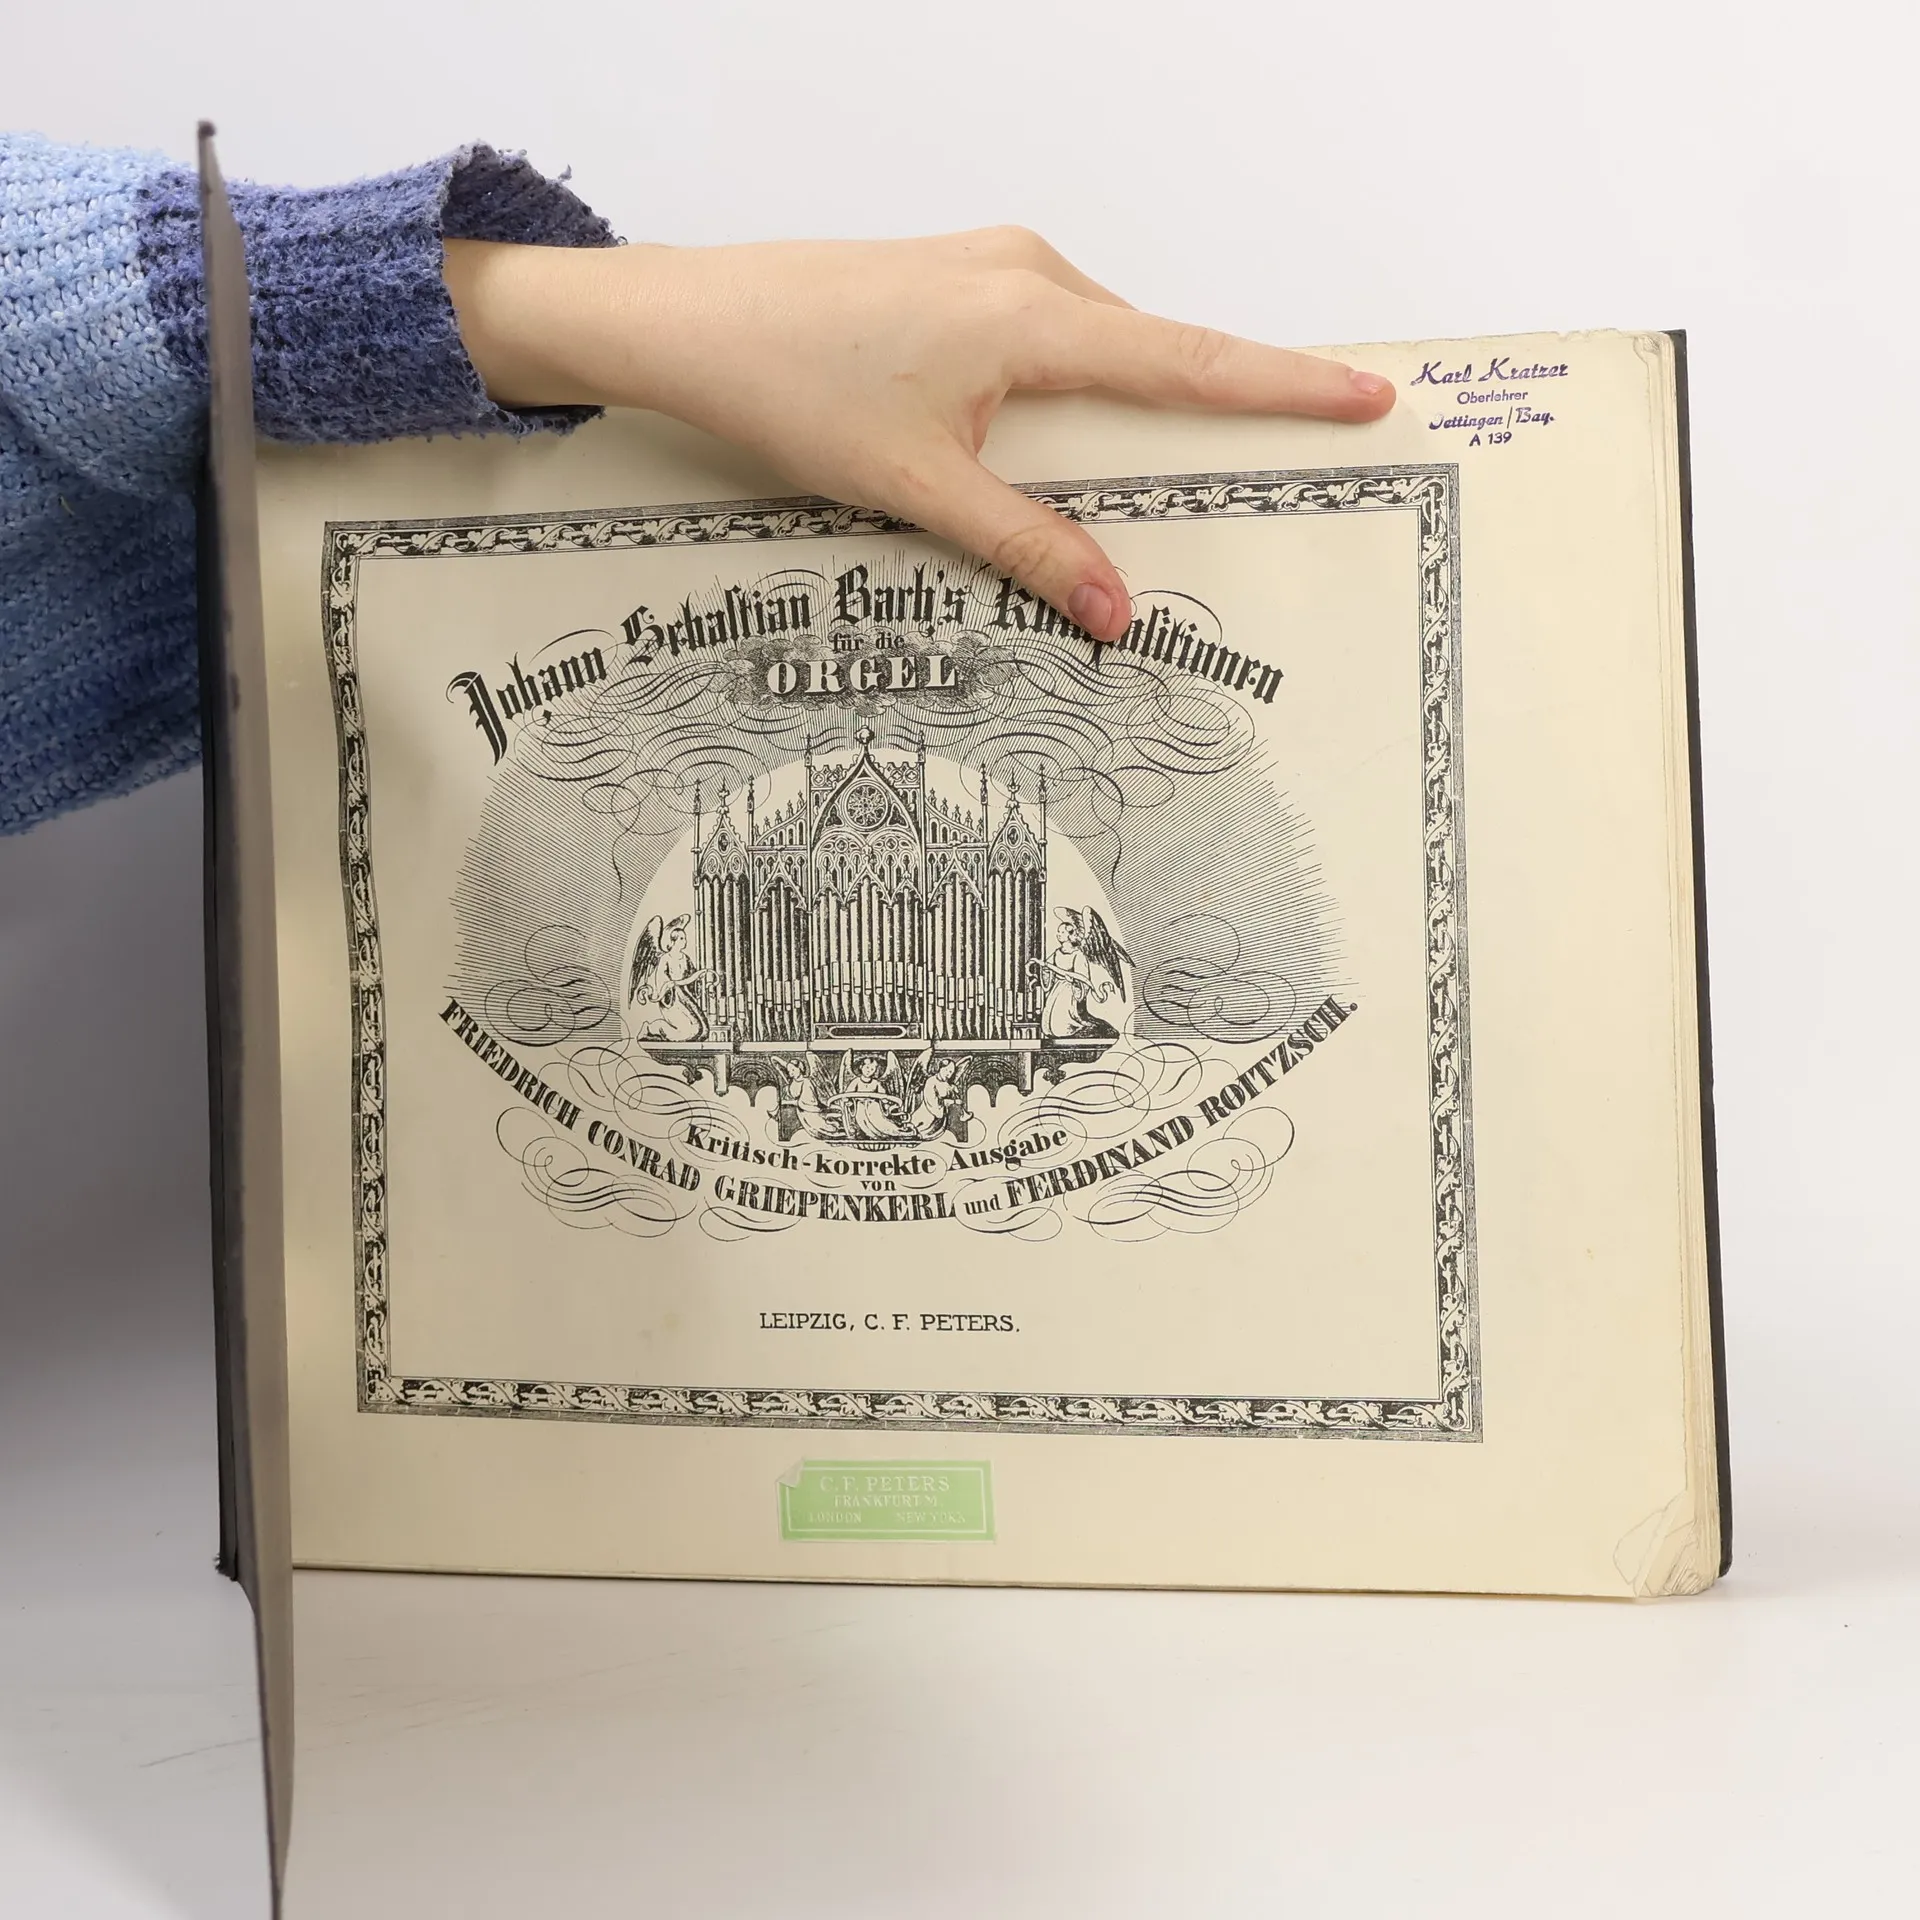 Karl Kratzer
Oberlehrer
Oettingen/Bay.
A 139
Johann Sebastian Bach's Kompositionen
für die
ORGEL
Kritisch-korrekte Ausgabe
von
FRIEDRICH CONRAD GRIEPENKERL und FERDINAND ROITZSCH.
LEIPZIG, C. F. PETERS.
C. F. PETERS
FRANKFURT M.
LONDON NEW YORK